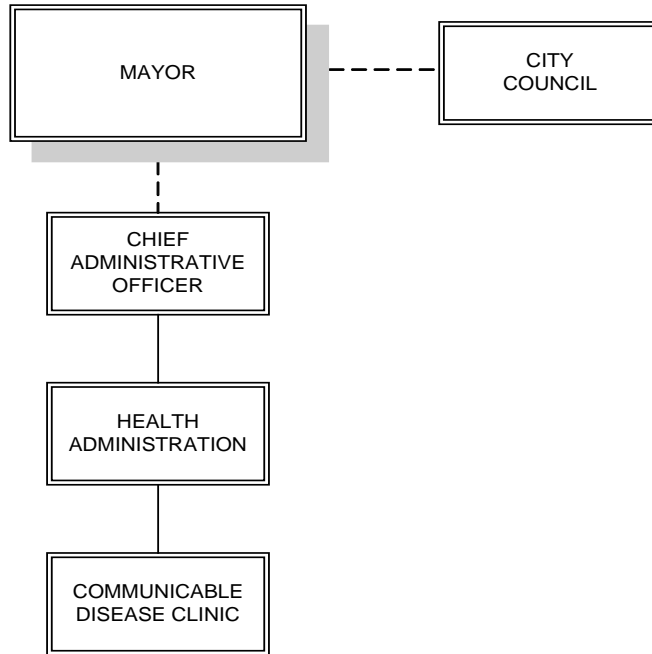 MAYOR
CITY
COUNCIL
CHIEF
ADMINISTRATIVE
OFFICER
HEALTH
ADMINISTRATION
COMMUNICABLE
DISEASE CLINIC